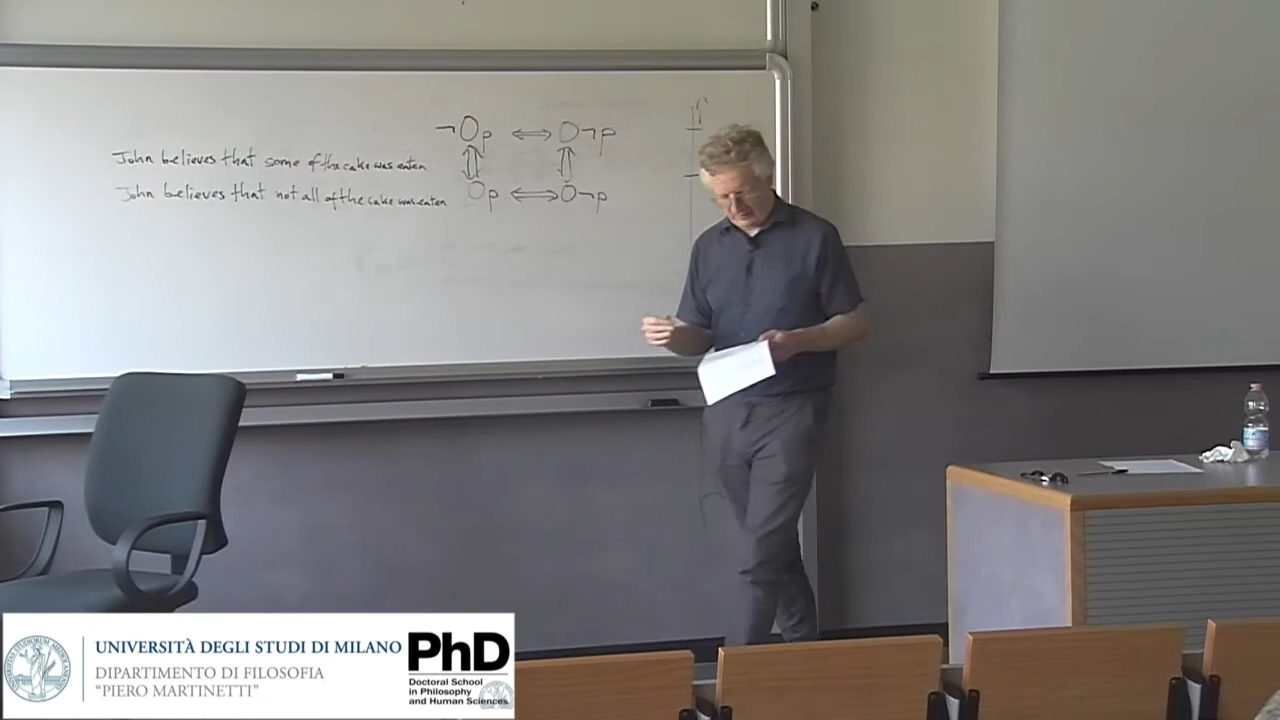 ¬Op ⇔ O¬p
John believes that some of the cake was eaten
John believes that not all of the cake was eaten
Op ⇔ O¬p
UNIVERSITÀ DEGLI STUDI DI MILANO
DIPARTIMENTO DI FILOSOFIA
"PIERO MARTINETTI"
PhD
Doctoral School
in Philosophy
and Human Sciences